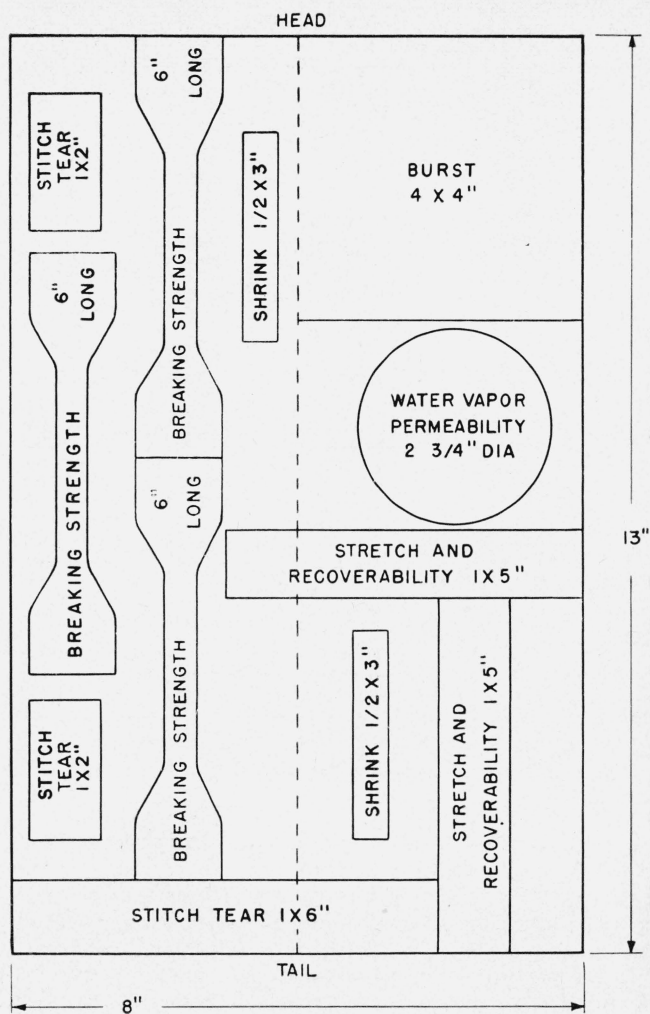 HEAD
6"
LONG
STITCH
TEAR
1X2"
BREAKING STRENGTH
SHRINK 1/2 X 3"
BURST
4 X 4"
6"
LONG
BREAKING STRENGTH
WATER VAPOR
PERMEABILITY
2 3/4" DIA
6"
LONG
BREAKING STRENGTH
STRETCH AND
RECOVERABILITY 1X5"
13"
STITCH
TEAR
1X2"
SHRINK 1/2 X 3"
STRETCH AND
RECOVERABILITY 1X5"
STITCH TEAR 1X6"
TAIL
8"